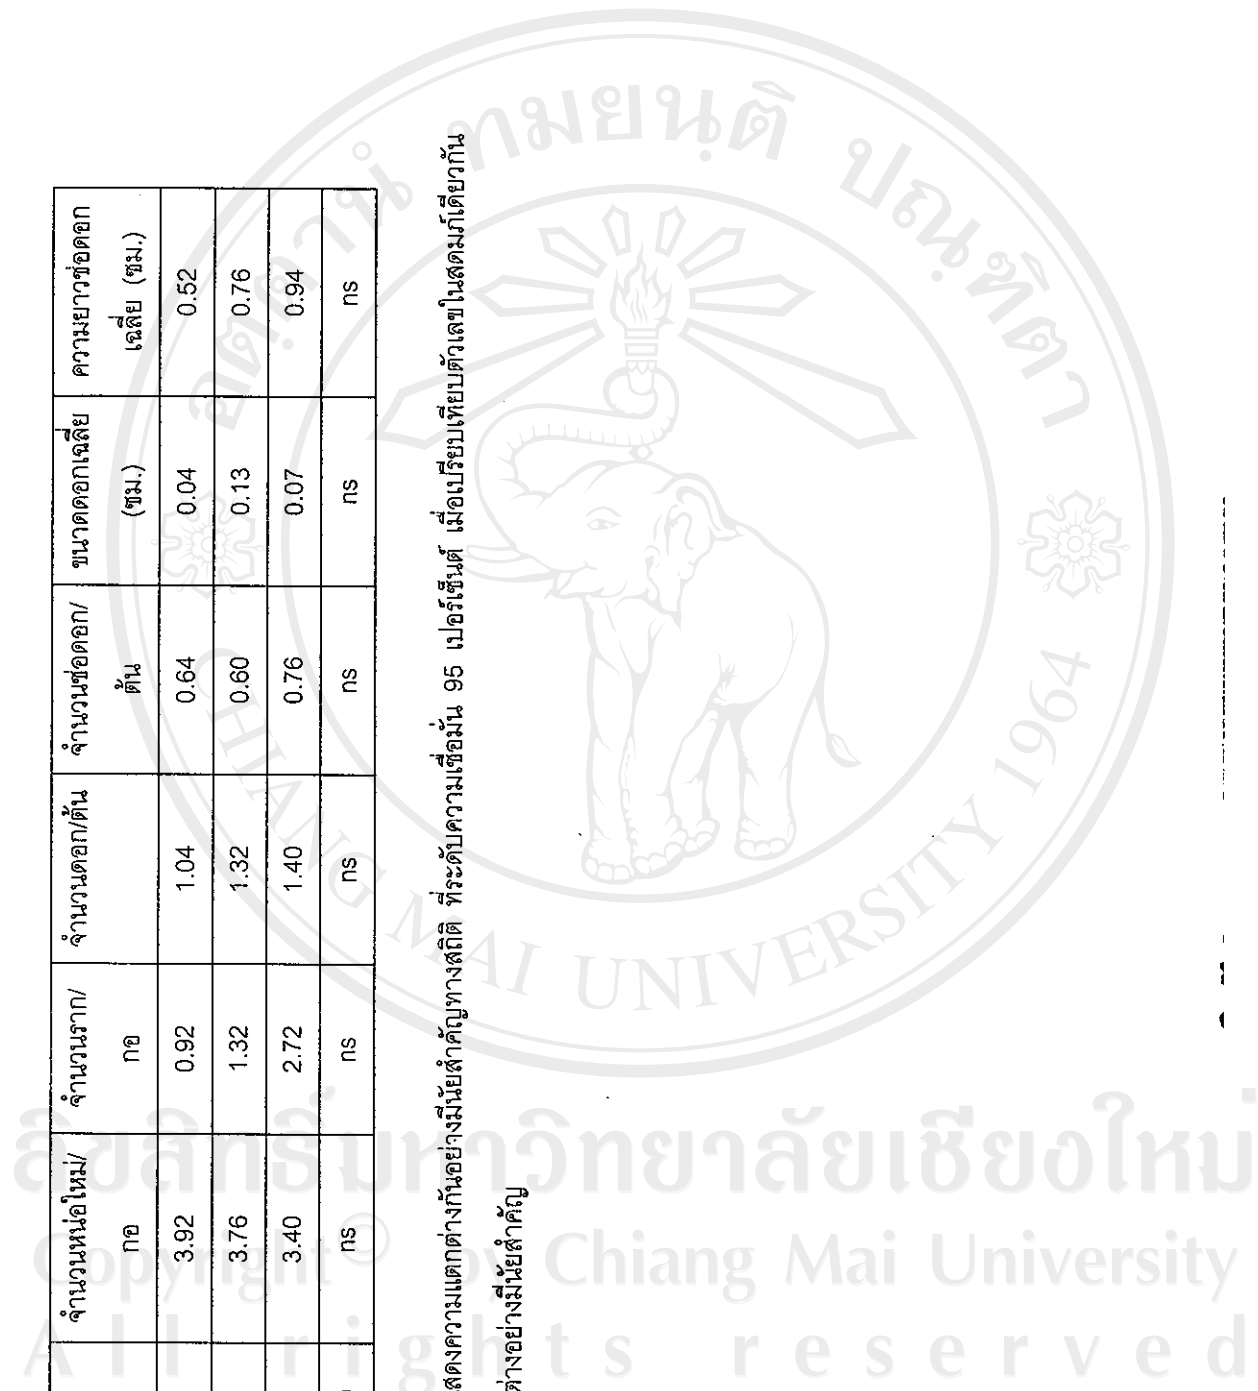 จำนวนหน่อใหม่/ จำนวนราก/ จำนวนดอก/ต้น จำนวนช่อดอก/ ขนาดดอกเฉลี่ย ความยาวช่อดอก
กอ กอ ต้น (ซม.) เฉลี่ย (ซม.)
3.92 0.92 1.04 0.64 0.04 0.52
3.76 1.32 1.32 0.60 0.13 0.76
3.40 2.72 1.40 0.76 0.07 0.94
ns ns ns ns ns ns
สดงความแตกต่างกันอย่างมีนัยสำคัญทางสถิติ ที่ระดับความเชื่อมั่น 95 เปอร์เซ็นต์ เมื่อเปรียบเทียบตัวเลขในสดมภ์เดียวกัน
ต่างอย่างมีนัยสำคัญ
CHIANG MAI UNIVERSITY 1964
ลิขสิทธิ์มหาวิทยาลัยเชียงใหม่
Copyright © by Chiang Mai University
All rights reserved